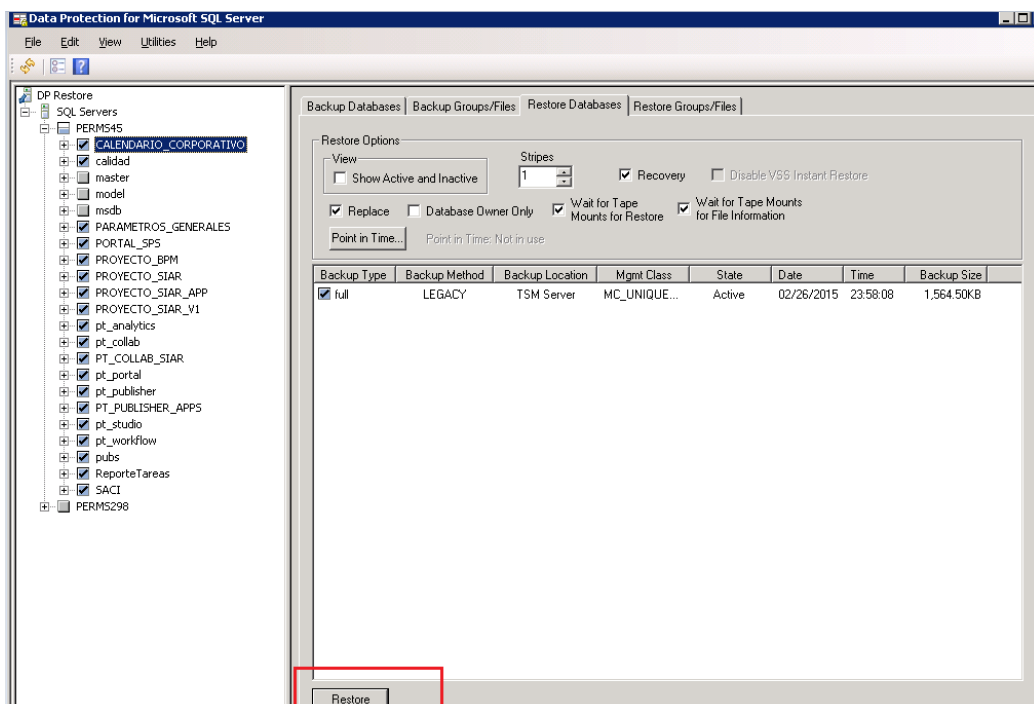 Data Protection for Microsoft SQL Server
File Edit View Utilities Help
DP Restore
SQL Servers
PERMS45
CALENDARIO_CORPORATIVO
calidad
master
model
msdb
PARAMETROS_GENERALES
PORTAL_SPS
PROYECTO_BPM
PROYECTO_SIAR
PROYECTO_SIAR_APP
PROYECTO_SIAR_V1
pt_analytics
pt_collab
PT_COLLAB_SIAR
pt_portal
pt_publisher
PT_PUBLISHER_APPS
pt_studio
pt_workflow
pubs
ReporteTareas
SACI
PERMS298
Backup Databases Backup Groups/Files Restore Databases Restore Groups/Files
Restore Options
View
Show Active and Inactive
Stripes
1
Recovery
Disable VSS Instant Restore
Replace
Database Owner Only
Wait for Tape
Mounts for Restore
Wait for Tape Mounts
for File Information
Point in Time...
Point in Time: Not in use
Backup Type Backup Method Backup Location Mgmt Class State Date Time Backup Size
full LEGACY TSM Server MC_UNIQUE... Active 02/26/2015 23:58:08 1,564.50KB
Restore